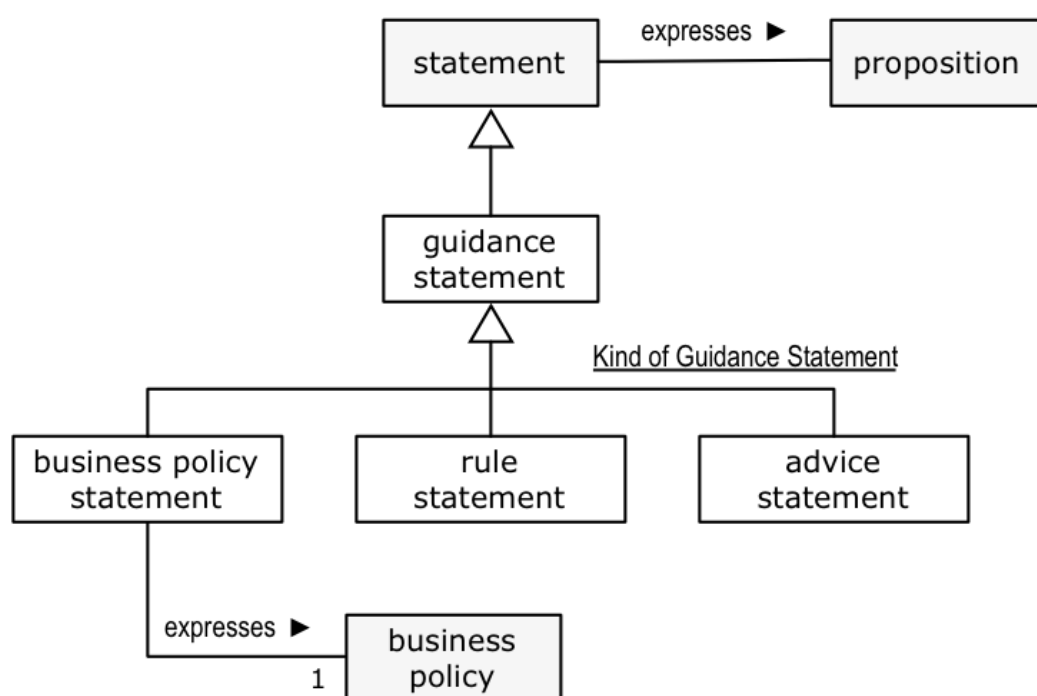 expresses ►
statement
proposition
guidance
statement
Kind of Guidance Statement
business policy
statement
rule
statement
advice
statement
expresses ►
business
policy
1